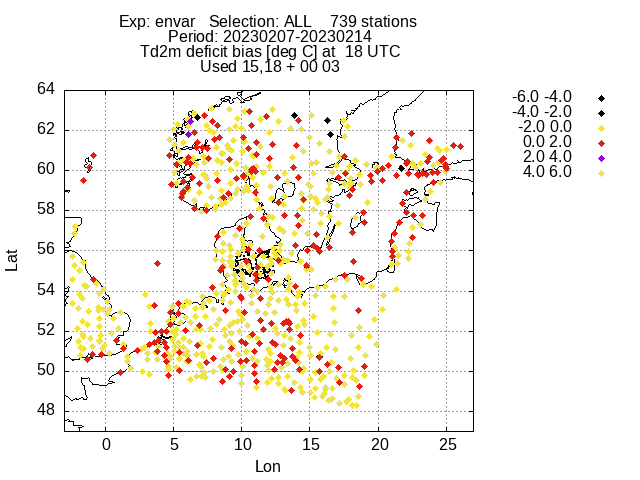 Exp: envar   Selection: ALL    739 stations
Period: 20230207-20230214
Td2m deficit bias [deg C] at  18 UTC
Used 15,18 + 00 03
-6.0 -4.0
-4.0 -2.0
-2.0 0.0
0.0 2.0
2.0 4.0
4.0 6.0
64
62
60
58
56
54
52
50
48
Lat
0 5 10 15 20 25
Lon